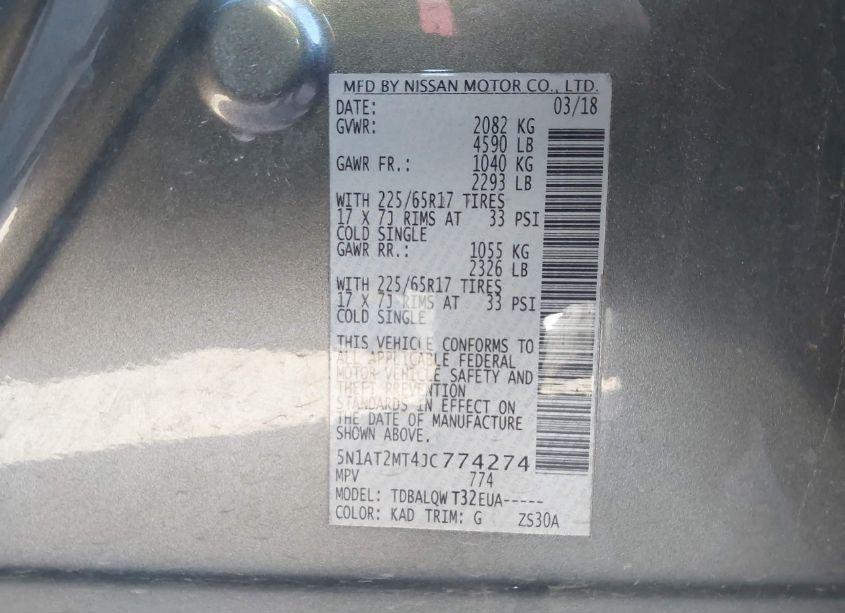 MFD BY NISSAN MOTOR CO., LTD.
DATE: 03/18
GVWR: 2082 KG
4590 LB
GAWR FR.: 1040 KG
2293 LB
WITH 225/65R17 TIRES
17 X 7J RIMS AT 33 PSI
COLD SINGLE
GAWR RR.: 1055 KG
2326 LB
WITH 225/65R17 TIRES
17 X 7J RIMS AT 33 PSI
COLD SINGLE
THIS VEHICLE CONFORMS TO
ALL APPLICABLE FEDERAL
MOTOR VEHICLE SAFETY AND
THEFT PREVENTION
STANDARDS IN EFFECT ON
THE DATE OF MANUFACTURE
SHOWN ABOVE.
5N1AT2MT4JC774274
MPV 774
MODEL: TDBALQW T32EUA-----
COLOR: KAD TRIM: G ZS30A